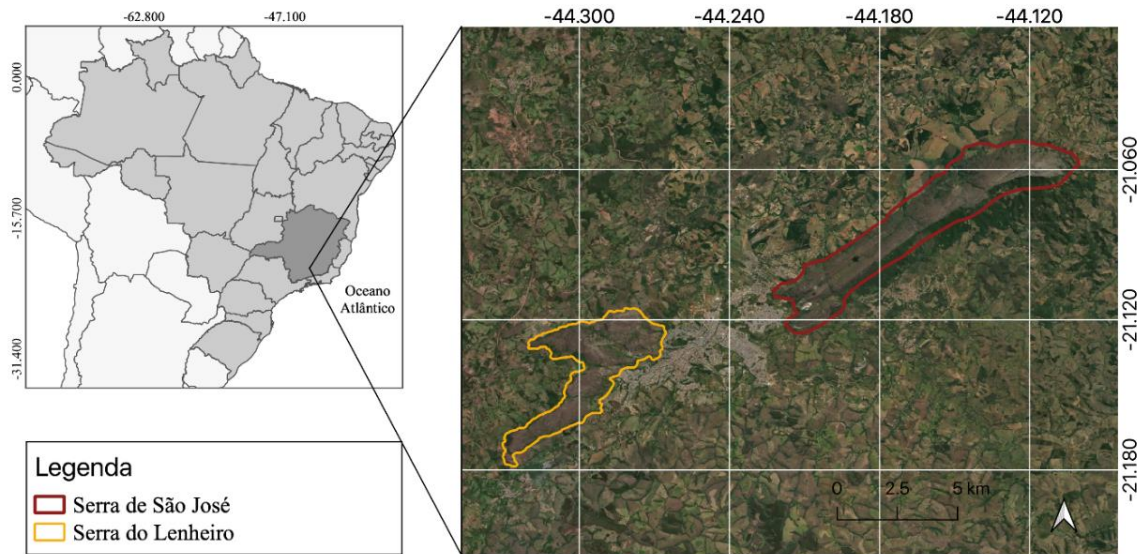 -62.800 -47.100
0.000
-15.700
-31.400
Oceano
Atlântico
Legenda
Serra de São José
Serra do Lenheiro
-44.300 -44.240 -44.180 -44.120
-21.060
-21.120
-21.180
0 2.5 5 km